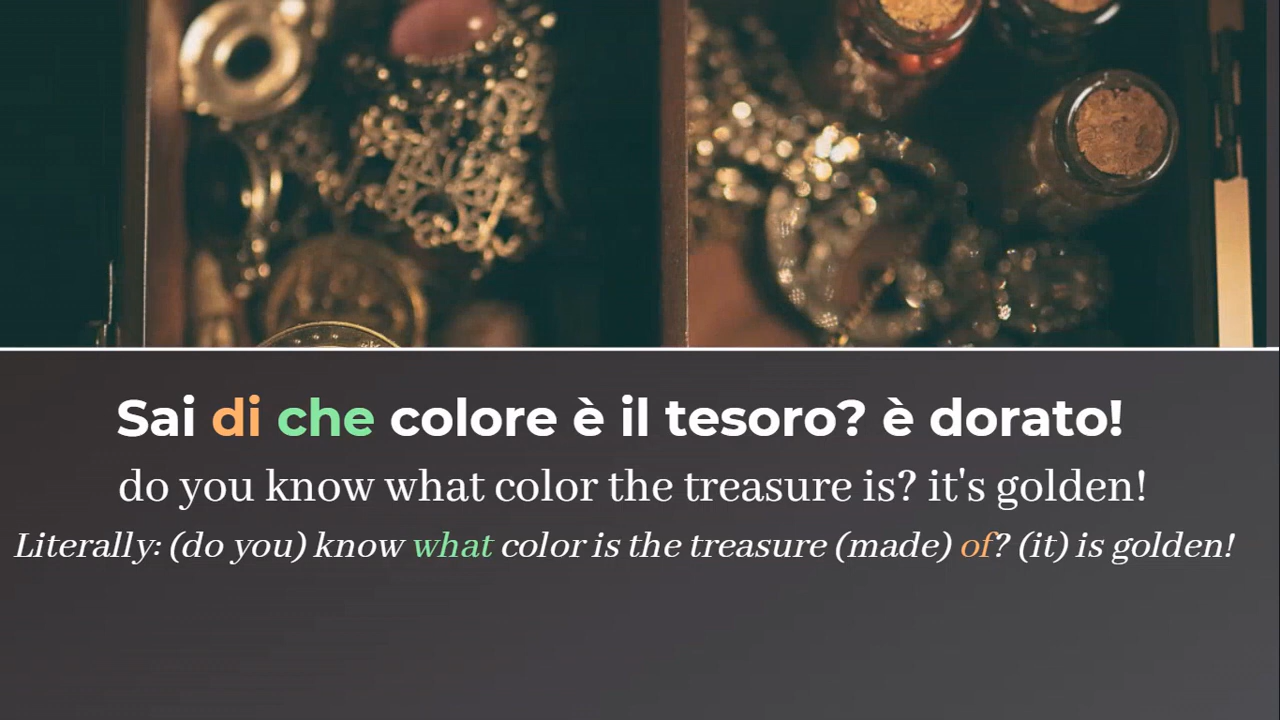 Sai di che colore è il tesoro? è dorato!
do you know what color the treasure is? it's golden!
Literally: (do you) know what color is the treasure (made) of? (it) is golden!